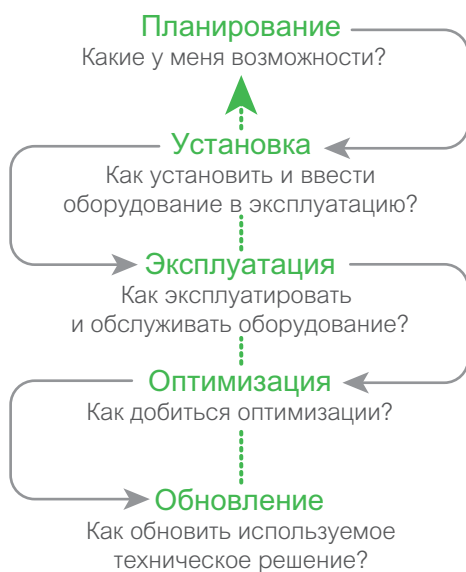 Планирование
Какие у меня возможности?
Установка
Как установить и ввести
оборудование в эксплуатацию?
Эксплуатация
Как эксплуатировать
и обслуживать оборудование?
Оптимизация
Как добиться оптимизации?
Обновление
Как обновить используемое
техническое решение?